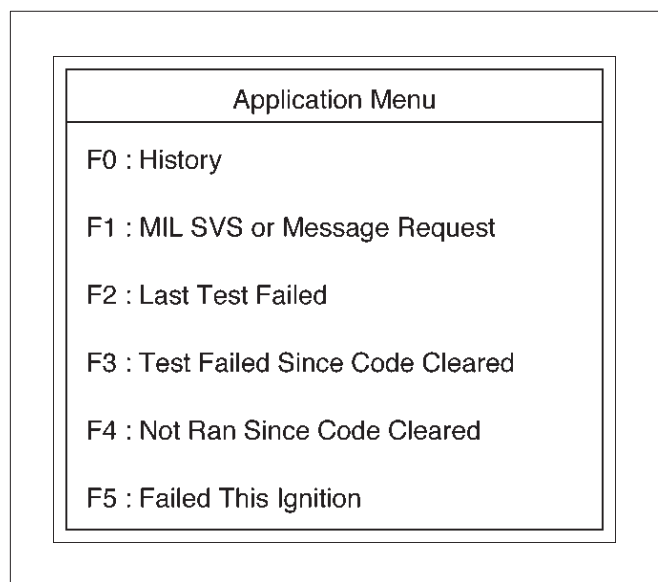 Application Menu
F0 : History
F1 : MIL SVS or Message Request
F2 : Last Test Failed
F3 : Test Failed Since Code Cleared
F4 : Not Ran Since Code Cleared
F5 : Failed This Ignition